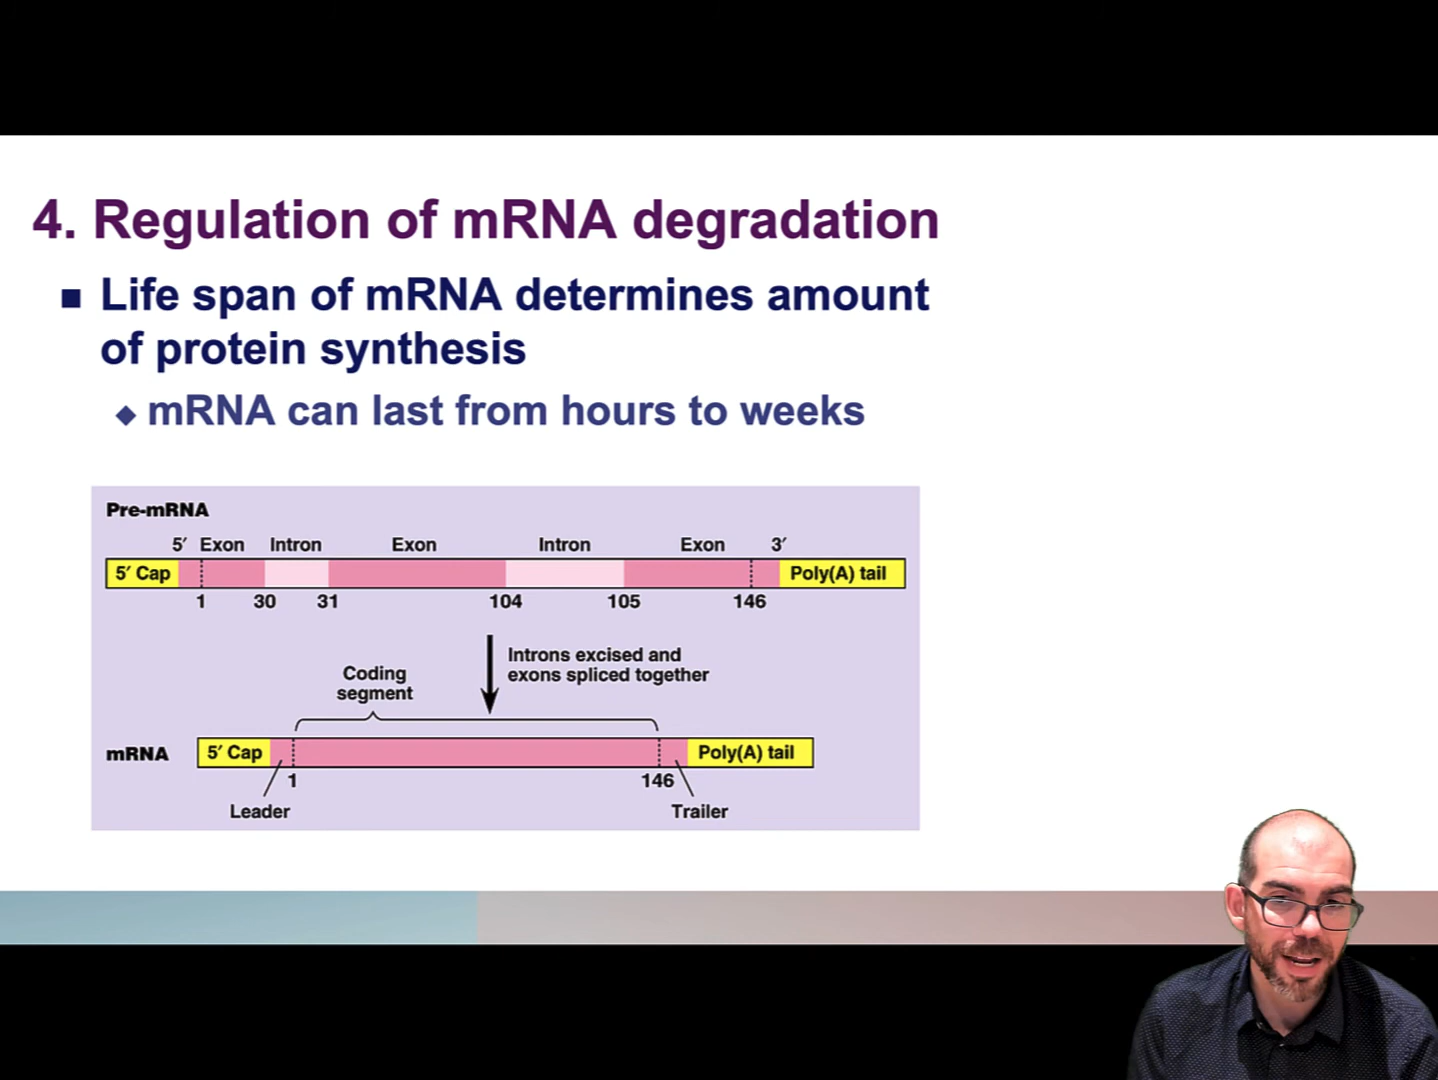 4. Regulation of mRNA degradation
■ Life span of mRNA determines amount
of protein synthesis
◆ mRNA can last from hours to weeks
Pre-mRNA
5′ Exon Intron Exon Intron Exon 3′
5′ Cap Poly(A) tail
1 30 31 104 105 146
Introns excised and
exons spliced together
Coding
segment
mRNA 5′ Cap Poly(A) tail
1 146
Leader Trailer